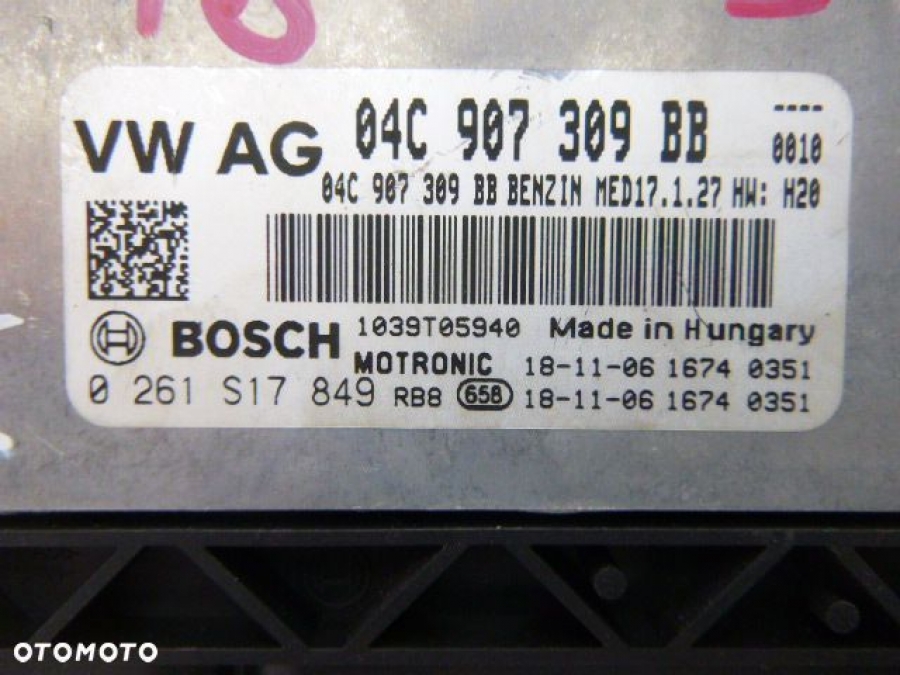 VW AG 04C 907 309 BB ----
0010
04C 907 309 BB BENZIN MED17.1.27 HW: H20
BOSCH 1039T05940 Made in Hungary
MOTRONIC 18-11-06 1674 0351
0 261 S17 849 RB8 658 18-11-06 1674 0351
OTOMOTO